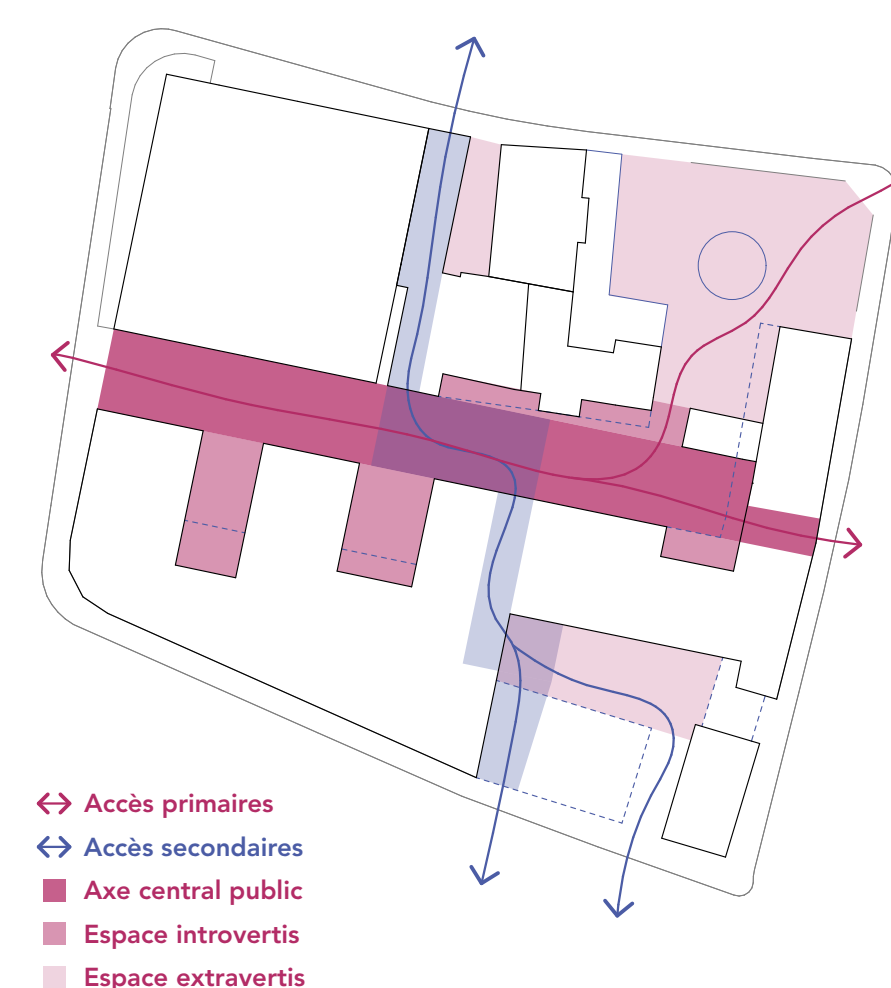 Accès primaires
Accès secondaires
Axe central public
Espace introvertis
Espace extravertis